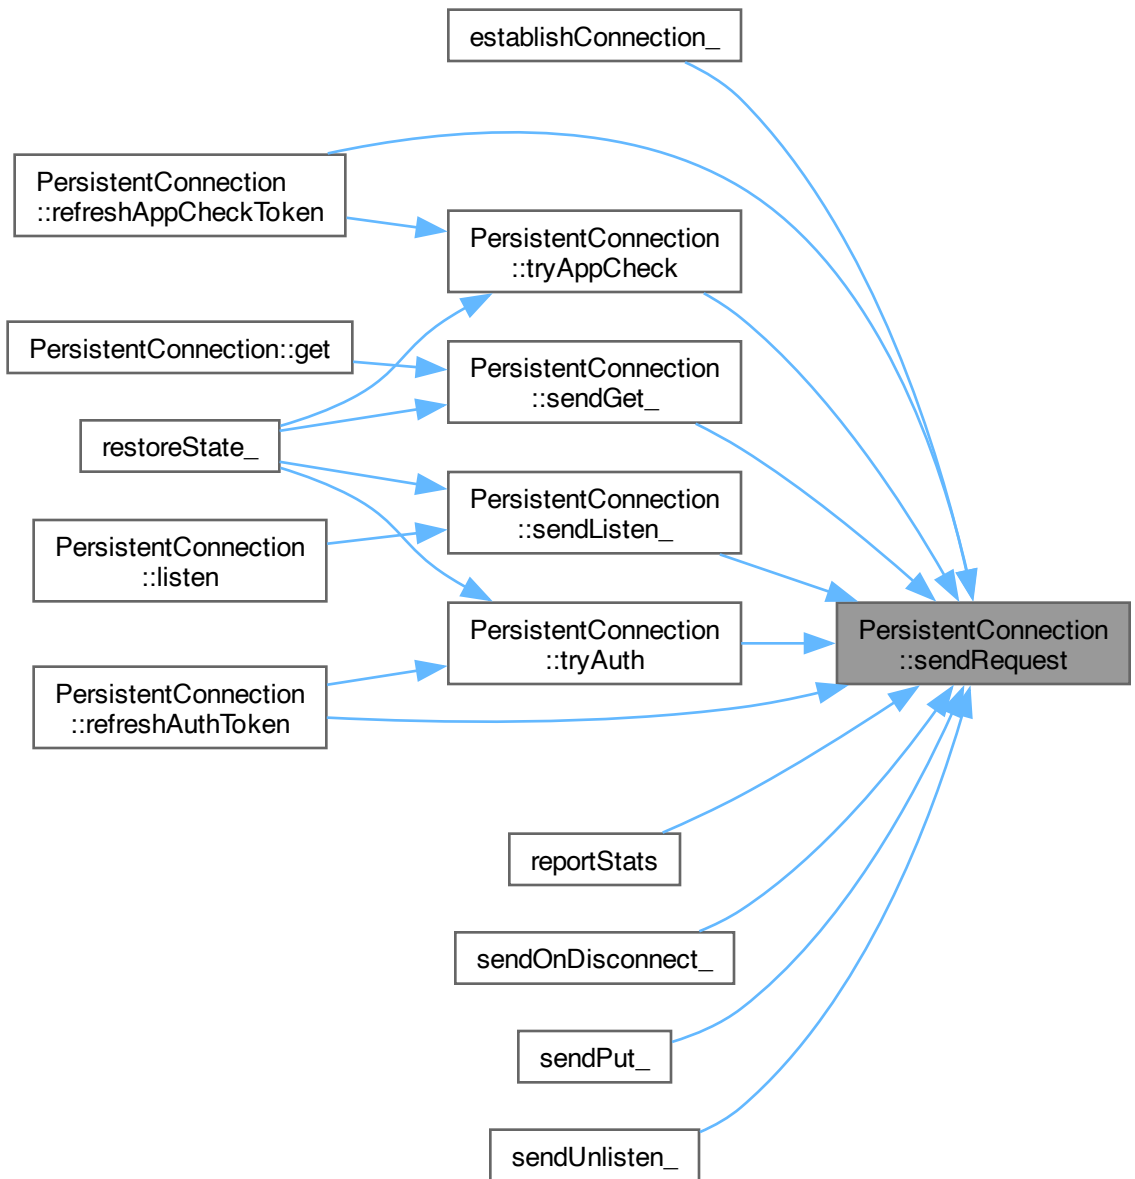 establishConnection_
PersistentConnection
::refreshAppCheckToken
PersistentConnection
::tryAppCheck
PersistentConnection::get
PersistentConnection
::sendGet_
restoreState_
PersistentConnection
::sendListen_
PersistentConnection
::listen
PersistentConnection
::tryAuth
PersistentConnection
::sendRequest
PersistentConnection
::refreshAuthToken
reportStats
sendOnDisconnect_
sendPut_
sendUnlisten_